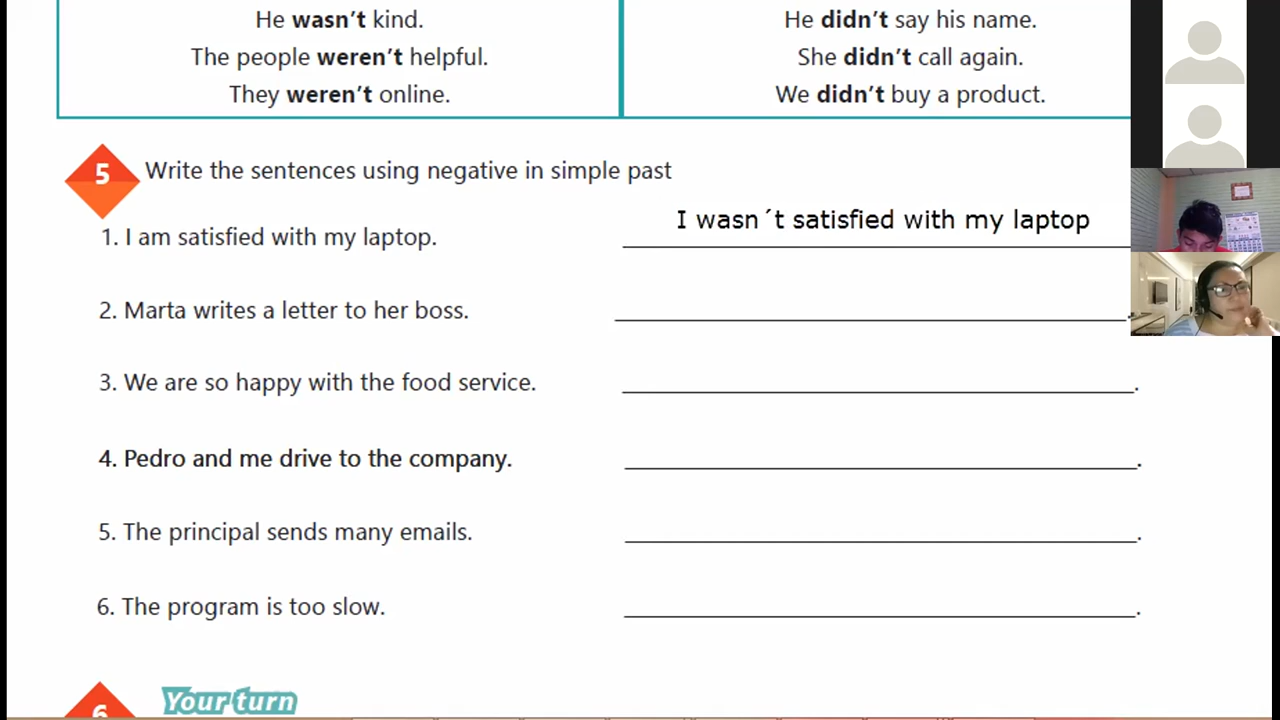 He wasn't kind.
The people weren't helpful.
They weren't online.
He didn't say his name.
She didn't call again.
We didn't buy a product.
5 Write the sentences using negative in simple past
1. I am satisfied with my laptop. I wasn´t satisfied with my laptop
2. Marta writes a letter to her boss. .
3. We are so happy with the food service. .
4. Pedro and me drive to the company. .
5. The principal sends many emails. .
6. The program is too slow. .
6 Your turn